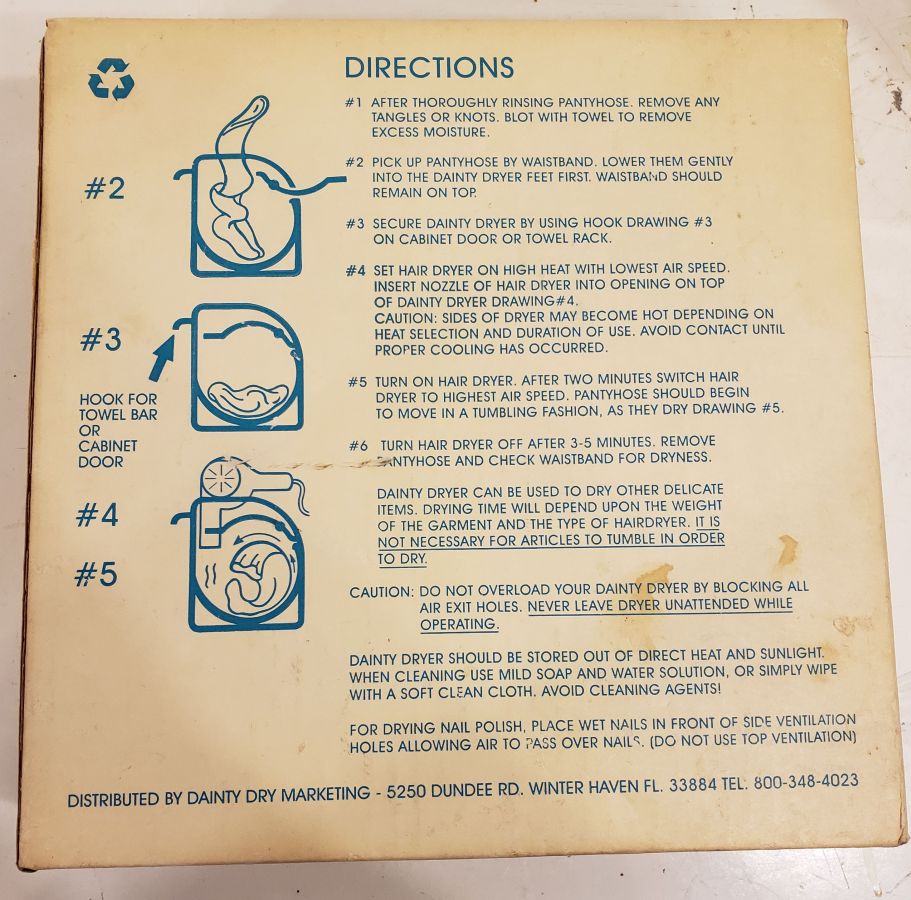 DIRECTIONS
#1 AFTER THOROUGHLY RINSING PANTYHOSE. REMOVE ANY
TANGLES OR KNOTS. BLOT WITH TOWEL TO REMOVE
EXCESS MOISTURE.
#2
#2 PICK UP PANTYHOSE BY WAISTBAND. LOWER THEM GENTLY
INTO THE DAINTY DRYER FEET FIRST. WAISTBAND SHOULD
REMAIN ON TOP.
#3 SECURE DAINTY DRYER BY USING HOOK DRAWING #3
ON CABINET DOOR OR TOWEL RACK.
#4 SET HAIR DRYER ON HIGH HEAT WITH LOWEST AIR SPEED.
INSERT NOZZLE OF HAIR DRYER INTO OPENING ON TOP
OF DAINTY DRYER DRAWING#4.
CAUTION: SIDES OF DRYER MAY BECOME HOT DEPENDING ON
HEAT SELECTION AND DURATION OF USE. AVOID CONTACT UNTIL
PROPER COOLING HAS OCCURRED.
#3
HOOK FOR
TOWEL BAR
OR
CABINET
DOOR
#5 TURN ON HAIR DRYER. AFTER TWO MINUTES SWITCH HAIR
DRYER TO HIGHEST AIR SPEED. PANTYHOSE SHOULD BEGIN
TO MOVE IN A TUMBLING FASHION, AS THEY DRY DRAWING #5.
#6 TURN HAIR DRYER OFF AFTER 3-5 MINUTES. REMOVE
PANTYHOSE AND CHECK WAISTBAND FOR DRYNESS.
#4
#5
DAINTY DRYER CAN BE USED TO DRY OTHER DELICATE
ITEMS. DRYING TIME WILL DEPEND UPON THE WEIGHT
OF THE GARMENT AND THE TYPE OF HAIRDRYER. IT IS
NOT NECESSARY FOR ARTICLES TO TUMBLE IN ORDER
TO DRY.
CAUTION: DO NOT OVERLOAD YOUR DAINTY DRYER BY BLOCKING ALL
AIR EXIT HOLES. NEVER LEAVE DRYER UNATTENDED WHILE
OPERATING.
DAINTY DRYER SHOULD BE STORED OUT OF DIRECT HEAT AND SUNLIGHT.
WHEN CLEANING USE MILD SOAP AND WATER SOLUTION, OR SIMPLY WIPE
WITH A SOFT CLEAN CLOTH. AVOID CLEANING AGENTS!
FOR DRYING NAIL POLISH, PLACE WET NAILS IN FRONT OF SIDE VENTILATION
HOLES ALLOWING AIR TO PASS OVER NAILS. (DO NOT USE TOP VENTILATION)
DISTRIBUTED BY DAINTY DRY MARKETING - 5250 DUNDEE RD. WINTER HAVEN FL. 33884 TEL. 800-348-4023